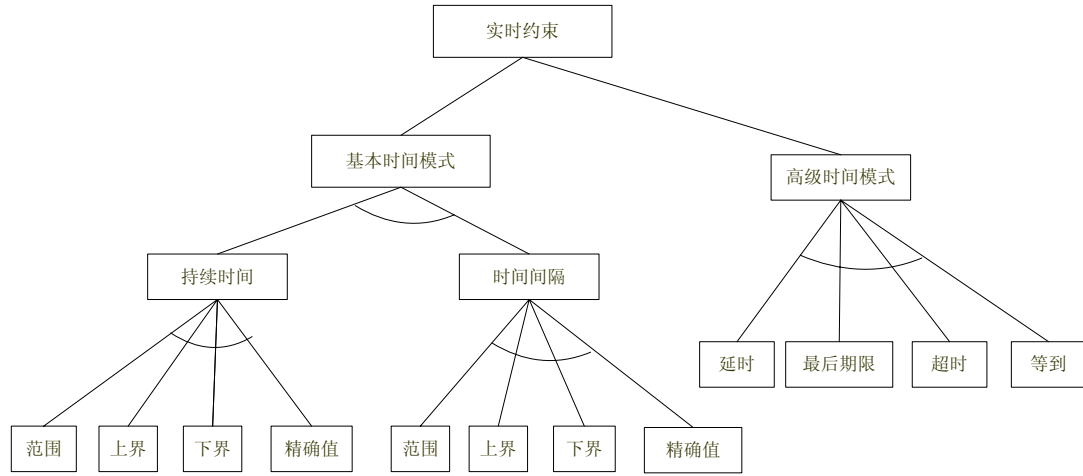 实时约束
基本时间模式
高级时间模式
持续时间
时间间隔
延时
最后期限
超时
等到
范围
上界
下界
精确值
范围
上界
下界
精确值